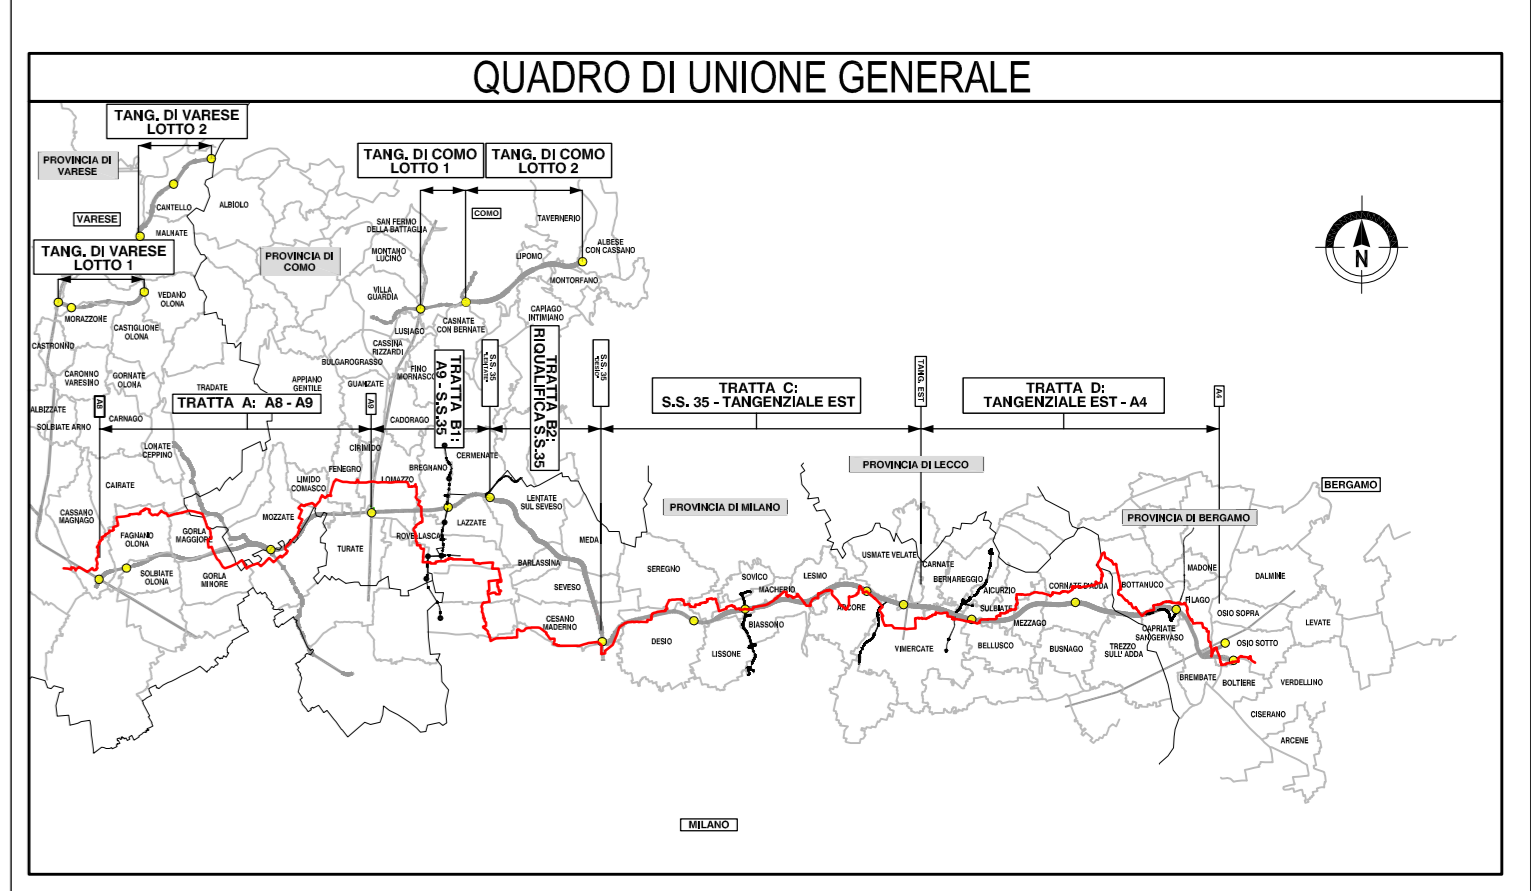 QUADRO DI UNIONE GENERALE
TANG. DI VARESE
LOTTO 2
PROVINCIA DI
VARESE
TANG. DI COMO
LOTTO 1
TANG. DI COMO
LOTTO 2
CANTELLO
ALBIOLO
VARESE
MALNATE
SAN FERMO
DELLA BATTAGLIA
COMO
TAVERNERIO
TANG. DI VARESE
LOTTO 1
PROVINCIA DI
COMO
MONTANO
LUCINO
LIPOMO
ALBESE
CON CASSANO
MONTORFANO
N
VEDANO
OLONA
VILLA
GUARDIA
MORAZZONE
CASTIGLIONE
OLONA
LUSIAGO
CASNATE
CON BERNATE
CAPIAGO
INTIMIANO
CASTRONNO
CASSINA
RIZZARDI
BULGAROGRASSO
CARONNO
VARESINO
GORNATE
OLONA
TRADATE
APPIANO
GENTILE
GUANZATE
FINO
MORNASCO
TRATTA B1:
A9 - S.S.35
S.S. 35
"LENTATE"
TRATTA B2:
RIQUALIFICA S.S.35
S.S. 35
"DESIO"
TANG. EST
A4
A8
A9
TRATTA A: A8 - A9
TRATTA C:
S.S. 35 - TANGENZIALE EST
TRATTA D:
TANGENZIALE EST - A4
ALBIZZATE
SOLBIATE ARNO
CARNAGO
CADORAGO
LONATE
CEPPINO
CIRIMIDO
CERMENATE
FENEGRO
BREGNANO
PROVINCIA DI LECCO
CAIRATE
LIMIDO
COMASCO
LOMAZZO
BERGAMO
CASSANO
MAGNAGO
MOZZATE
LENTATE
SUL SEVESO
PROVINCIA DI MILANO
PROVINCIA DI BERGAMO
FAGNANO
OLONA
GORLA
MAGGIORE
TURATE
ROVELLASCA
LAZZATE
MEDA
SOLBIATE
OLONA
GORLA
MINORE
BARLASSINA
SEVESO
SEREGNO
SOVICO
MACHERIO
LESMO
USMATE VELATE
CARNATE
BERNAREGGIO
AICURZIO
CORNATE D'ADDA
BOTTANUCO
MADONE
DALMINE
CESANO
MADERNO
DESIO
BIASSONO
LISSONE
ARCORE
SULBIATE
MEZZAGO
FILAGO
OSIO SOPRA
LEVATE
VIMERCATE
BELLUSCO
BUSNAGO
TREZZO
SULL' ADDA
CAPRIATE
SANGERVASO
OSIO SOTTO
BREMBATE
BOLTIERE
VERDELLINO
CISERANO
ARCENE
MILANO